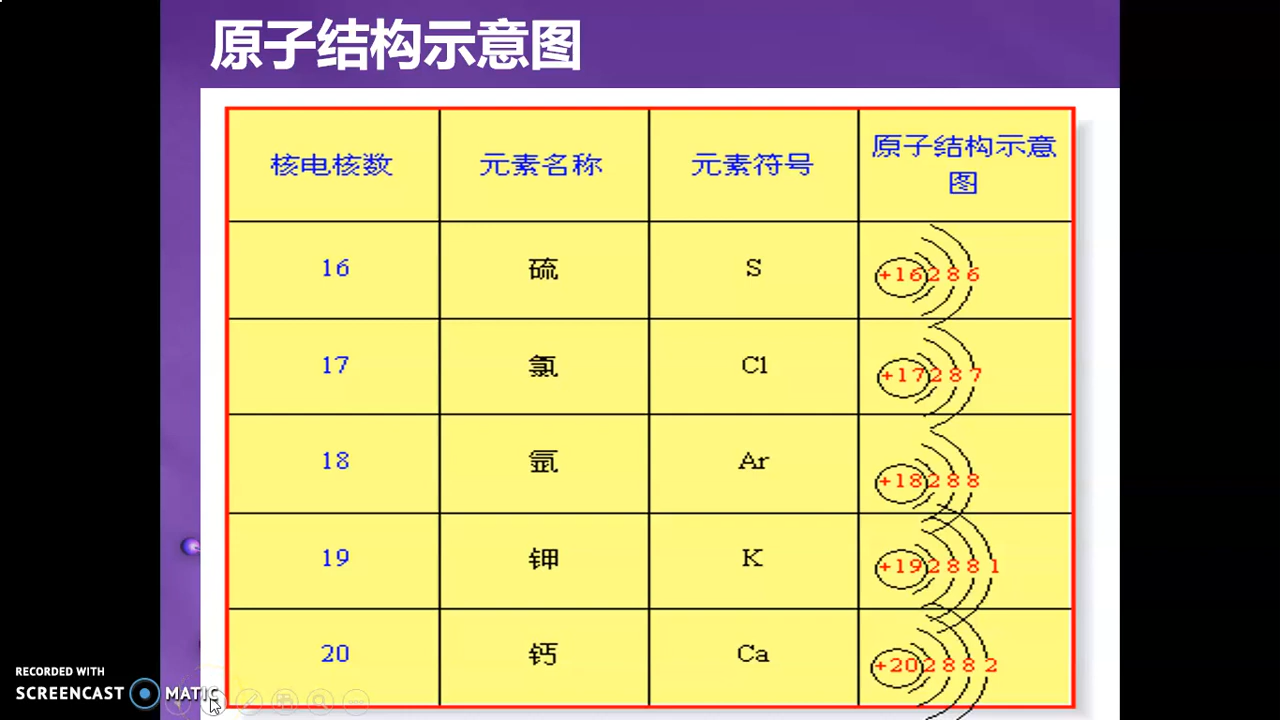 原子结构示意图
核电核数 元素名称 元素符号 原子结构示意
图
16 硫 S +16 2 8 6
17 氯 Cl +17 2 8 7
18 氩 Ar +18 2 8 8
19 钾 K +19 2 8 8 1
20 钙 Ca +20 2 8 8 2
RECORDED WITH
SCREENCAST MATIC